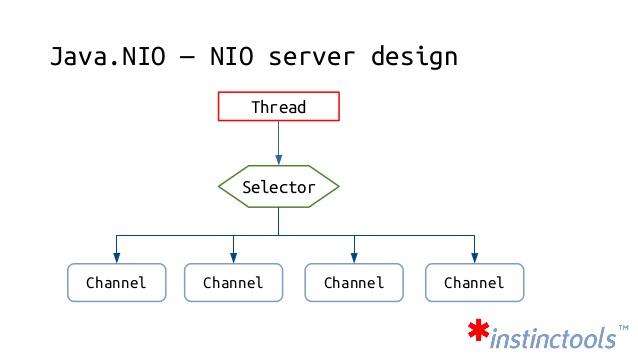 Java.NIO — NIO server design
Thread
Selector
Channel Channel Channel Channel
*instinctools™